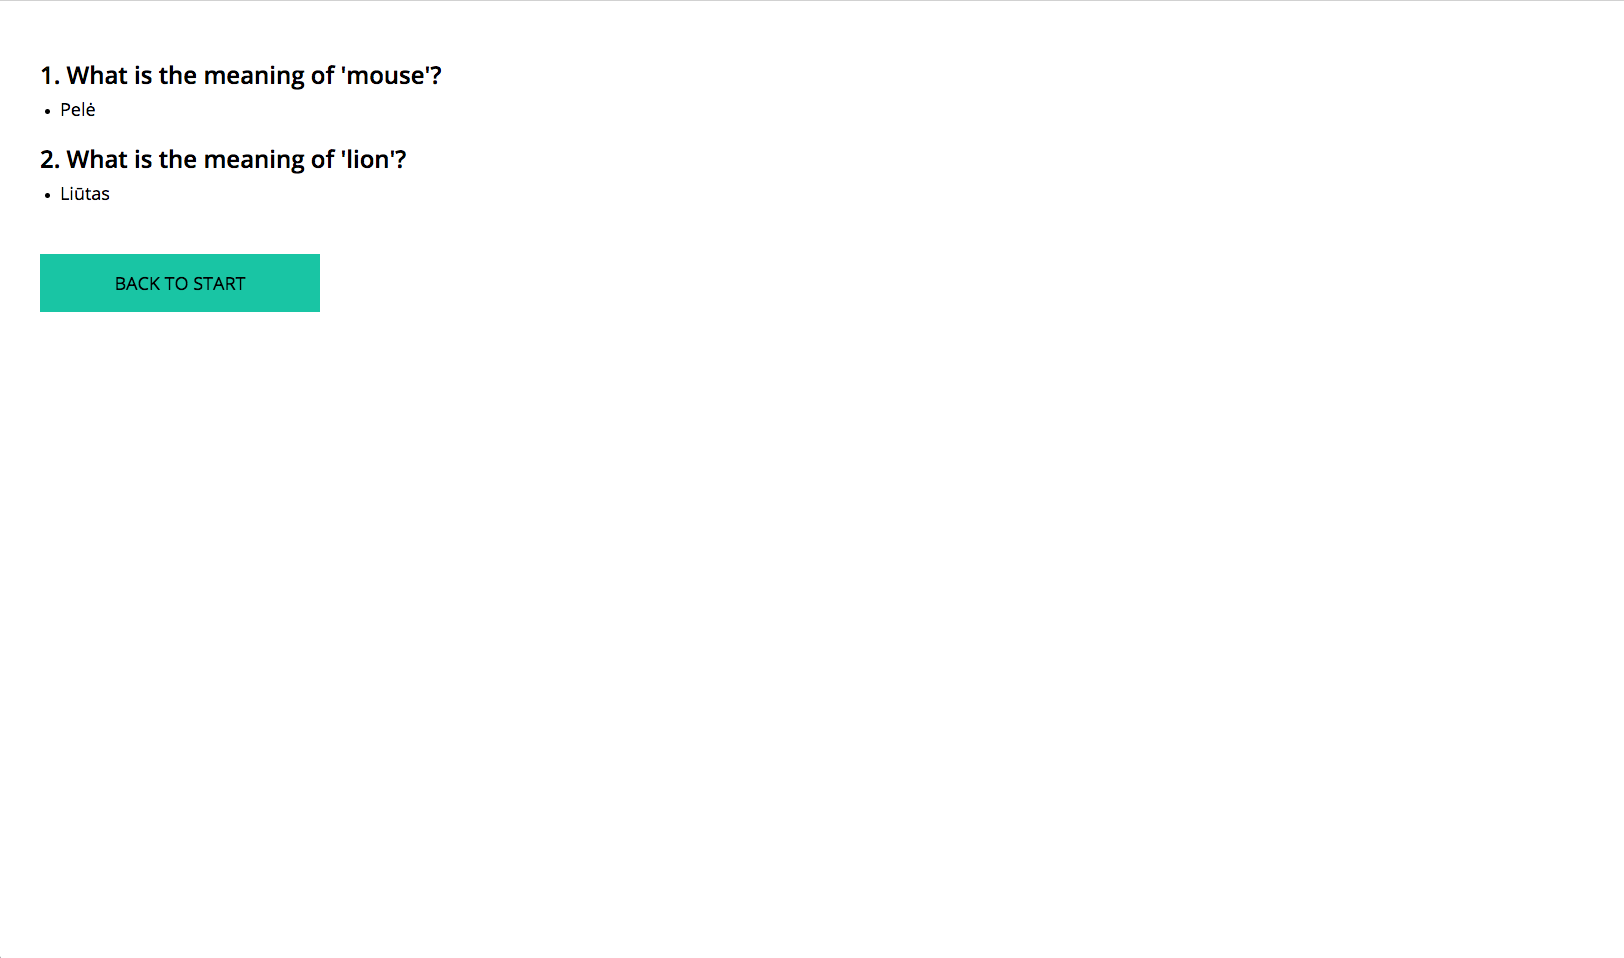 1. What is the meaning of 'mouse'?
• Pelė
2. What is the meaning of 'lion'?
• Liūtas
BACK TO START